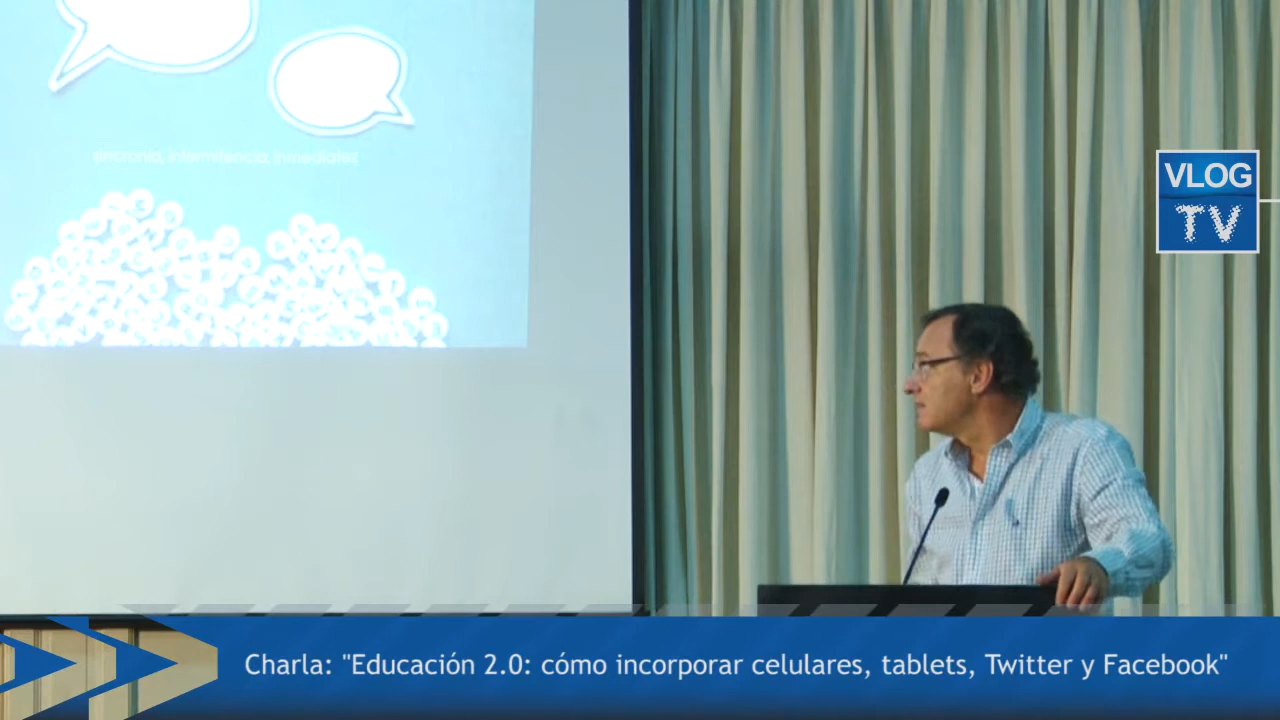 sincronía, intermitencia, inmediatez
VLOG
TV
Charla: "Educación 2.0: cómo incorporar celulares, tablets, Twitter y Facebook"